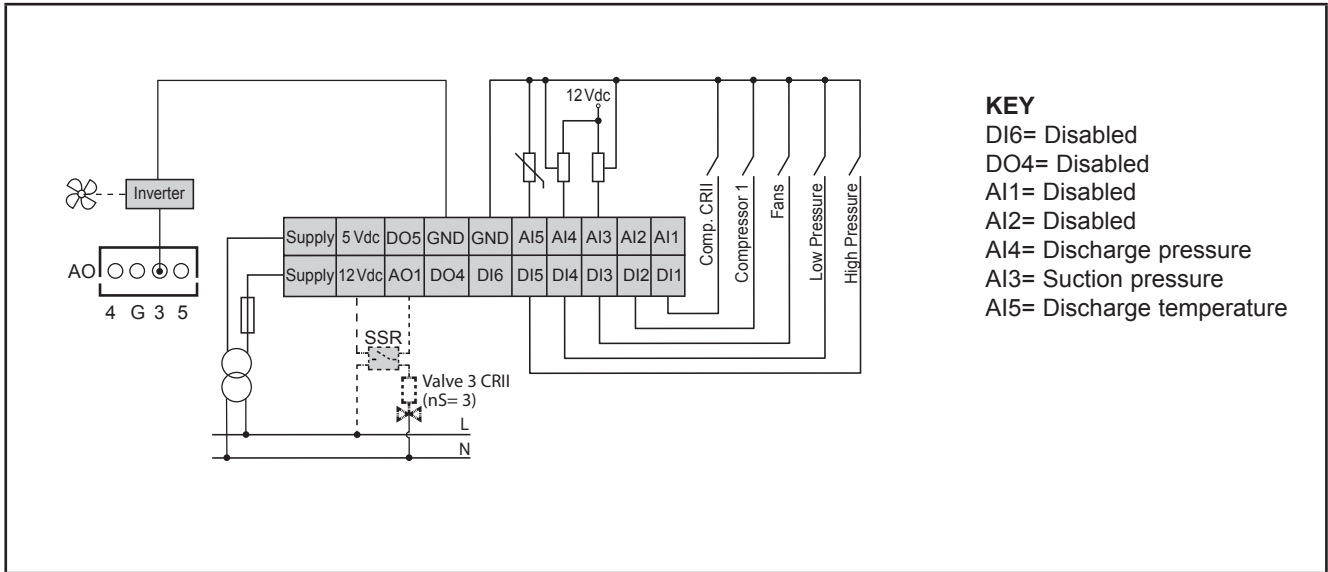 12Vdc
Inverter
AO
4 G 3 5
Supply 5 Vdc DO5 GND GND AI5 AI4 AI3 AI2 AI1
Supply 12Vdc AO1 DO4 DI6 DI5 DI4 DI3 DI2 DI1
SSR
Valve 3 CRII
(nS= 3)
L
N
Comp. CRII
Compressor 1
Fans
Low Pressure
High Pressure
KEY
DI6= Disabled
DO4= Disabled
AI1= Disabled
AI2= Disabled
AI4= Discharge pressure
AI3= Suction pressure
AI5= Discharge temperature